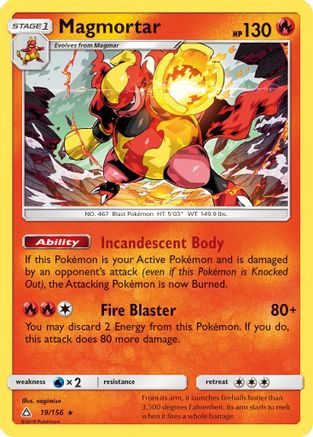 STAGE 1
Magmortar
HP 130
Evolves from Magmar
NO. 467 Blast Pokémon HT: 5'03" WT: 149.9 lbs.
Ability Incandescent Body
If this Pokémon is your Active Pokémon and is damaged
by an opponent's attack (even if this Pokémon is Knocked
Out), the Attacking Pokémon is now Burned.
Fire Blaster 80+
You may discard 2 Energy from this Pokémon. If you do,
this attack does 80 more damage.
weakness ×2 resistance retreat
Illus. nagimiso
19/156 ★
©2018 Pokémon
From its arm, it launches fireballs hotter than
3,500 degrees Fahrenheit. Its arm starts to melt
when it fires a whole barrage.